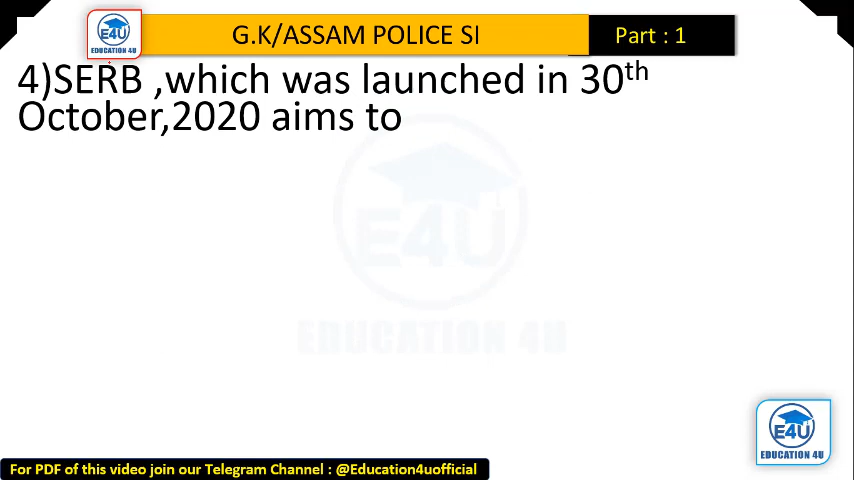 E4U
EDUCATION 4U
G.K/ASSAM POLICE SI
Part : 1
4)SERB ,which was launched in 30th
October,2020 aims to
E4U
EDUCATION 4U
E4U
EDUCATION 4U
For PDF of this video join our Telegram Channel : @Education4uofficial